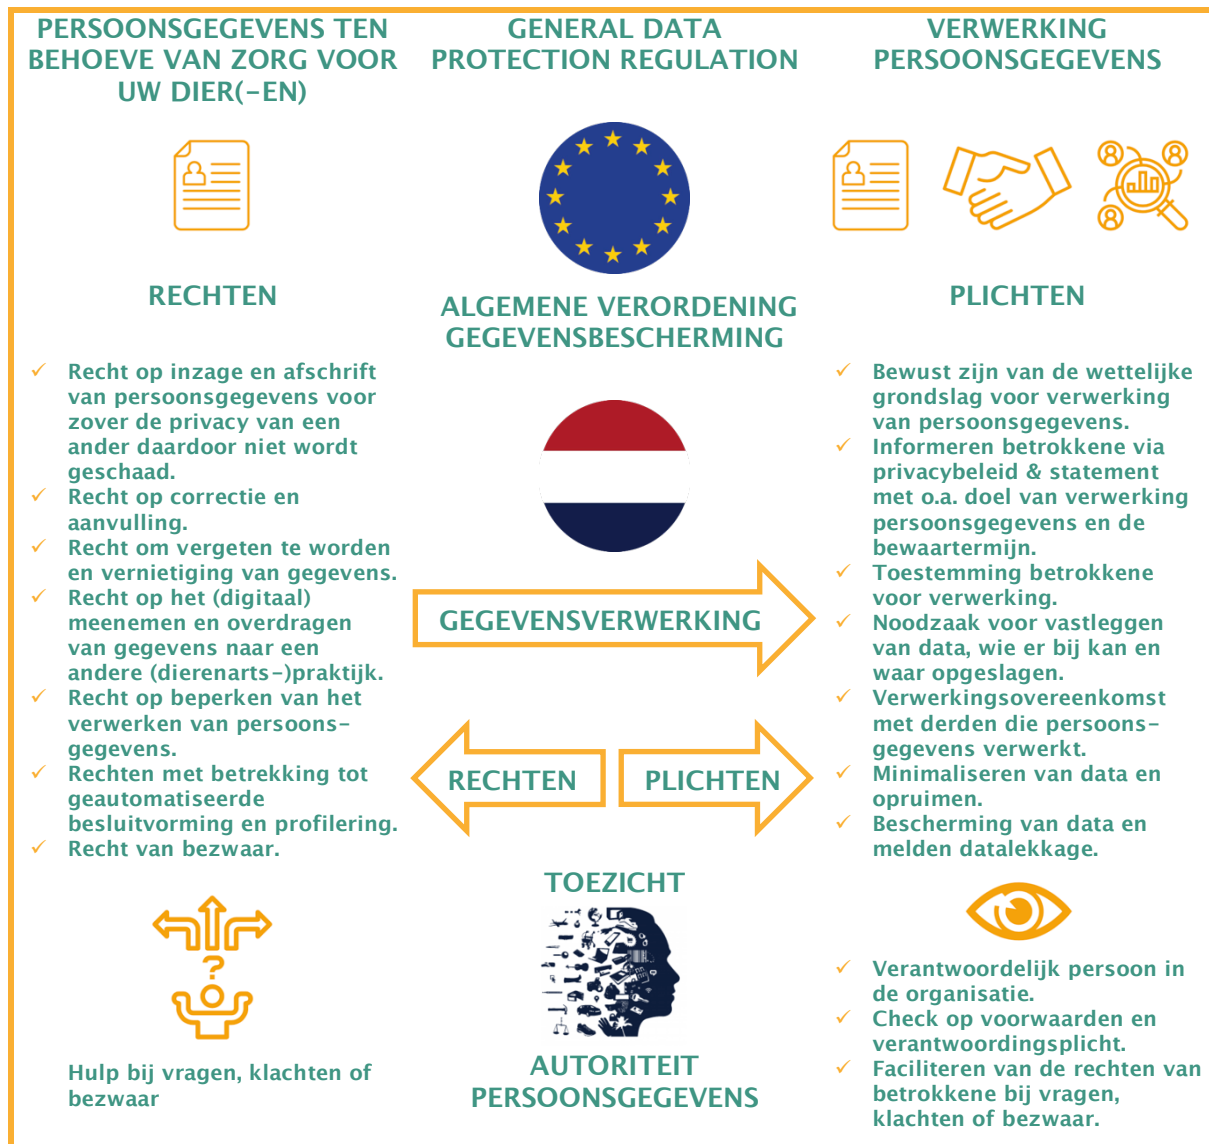 PERSOONSGEGEVENS TEN
BEHOEVE VAN ZORG VOOR
UW DIER(-EN)
RECHTEN
Recht op inzage en afschrift
van persoonsgegevens voor
zover de privacy van een
ander daardoor niet wordt
geschaad.
Recht op correctie en
aanvulling.
Recht om vergeten te worden
en vernietiging van gegevens.
Recht op het (digitaal)
meenemen en overdragen
van gegevens naar een
andere (dierenarts-)praktijk.
Recht op beperken van het
verwerken van persoons-
gegevens.
Rechten met betrekking tot
geautomatiseerde
besluitvorming en profilering.
Recht van bezwaar.
?
Hulp bij vragen, klachten of
bezwaar
GENERAL DATA
PROTECTION REGULATION
ALGEMENE VERORDENING
GEGEVENSBESCHERMING
GEGEVENSVERWERKING
RECHTEN
PLICHTEN
TOEZICHT
AUTORITEIT
PERSOONSGEGEVENS
VERWERKING
PERSOONSGEGEVENS
PLICHTEN
Bewust zijn van de wettelijke
grondslag voor verwerking
van persoonsgegevens.
Informeren betrokkene via
privacybeleid & statement
met o.a. doel van verwerking
persoonsgegevens en de
bewaartermijn.
Toestemming betrokkene
voor verwerking.
Noodzaak voor vastleggen
van data, wie er bij kan en
waar opgeslagen.
Verwerkingsovereenkomst
met derden die persoons-
gegevens verwerkt.
Minimaliseren van data en
opruimen.
Bescherming van data en
melden datalekkage.
Verantwoordelijk persoon in
de organisatie.
Check op voorwaarden en
verantwoordingsplicht.
Faciliteren van de rechten van
betrokkene bij vragen,
klachten of bezwaar.